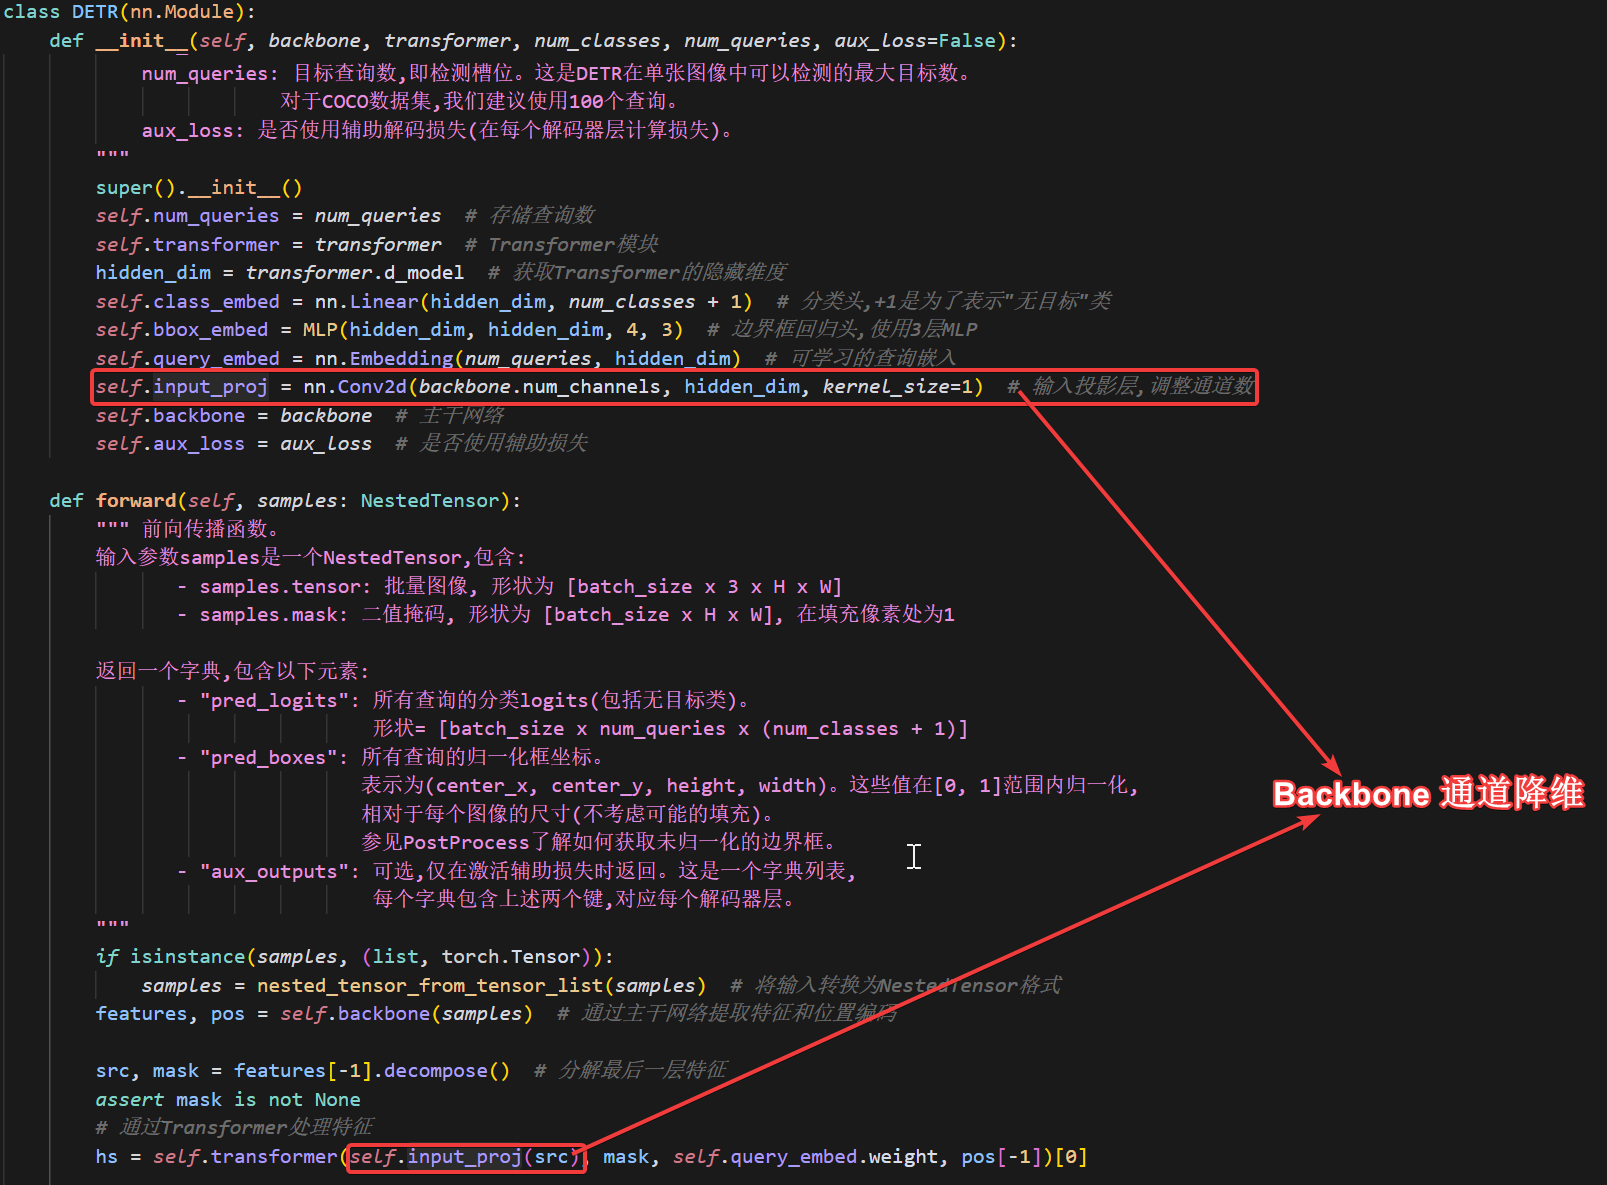 class DETR(nn.Module):
def __init__(self, backbone, transformer, num_classes, num_queries, aux_loss=False):
num_queries: 目标查询数,即检测槽位。这是DETR在单张图像中可以检测的最大目标数。
对于COCO数据集,我们建议使用100个查询。
aux_loss: 是否使用辅助解码损失(在每个解码器层计算损失)。
"""
super().__init__()
self.num_queries = num_queries  # 存储查询数
self.transformer = transformer  # Transformer模块
hidden_dim = transformer.d_model  # 获取Transformer的隐藏维度
self.class_embed = nn.Linear(hidden_dim, num_classes + 1)  # 分类头,+1是为了表示"无目标"类
self.bbox_embed = MLP(hidden_dim, hidden_dim, 4, 3)  # 边界框回归头,使用3层MLP
self.query_embed = nn.Embedding(num_queries, hidden_dim)  # 可学习的查询嵌入
self.input_proj = nn.Conv2d(backbone.num_channels, hidden_dim, kernel_size=1)  # 输入投影层,调整通道数
self.backbone = backbone  # 主干网络
self.aux_loss = aux_loss  # 是否使用辅助损失
def forward(self, samples: NestedTensor):
""" 前向传播函数。
输入参数samples是一个NestedTensor,包含:
- samples.tensor: 批量图像, 形状为 [batch_size x 3 x H x W]
- samples.mask: 二值掩码, 形状为 [batch_size x H x W], 在填充像素处为1
返回一个字典,包含以下元素:
- "pred_logits": 所有查询的分类logits(包括无目标类)。
形状= [batch_size x num_queries x (num_classes + 1)]
- "pred_boxes": 所有查询的归一化框坐标。
表示为(center_x, center_y, height, width)。这些值在[0, 1]范围内归一化,
Backbone 通道降维
相对于每个图像的尺寸(不考虑可能的填充)。
参见PostProcess了解如何获取未归一化的边界框。
- "aux_outputs": 可选,仅在激活辅助损失时返回。这是一个字典列表,
每个字典包含上述两个键,对应每个解码器层。
"""
if isinstance(samples, (list, torch.Tensor)):
samples = nested_tensor_from_tensor_list(samples)  # 将输入转换为NestedTensor格式
features, pos = self.backbone(samples)  # 通过主干网络提取特征和位置编码
src, mask = features[-1].decompose()  # 分解最后一层特征
assert mask is not None
# 通过Transformer处理特征
hs = self.transformer(self.input_proj(src), mask, self.query_embed.weight, pos[-1])[0]